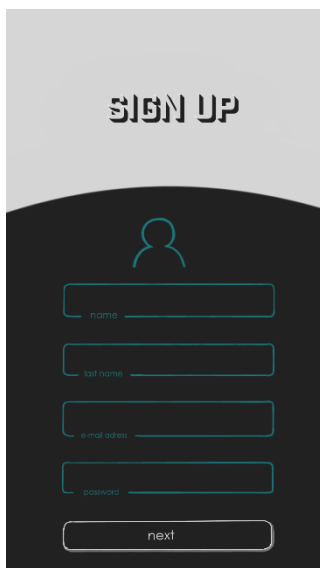 SIGN UP
name
last name
e-mail adress
password
next